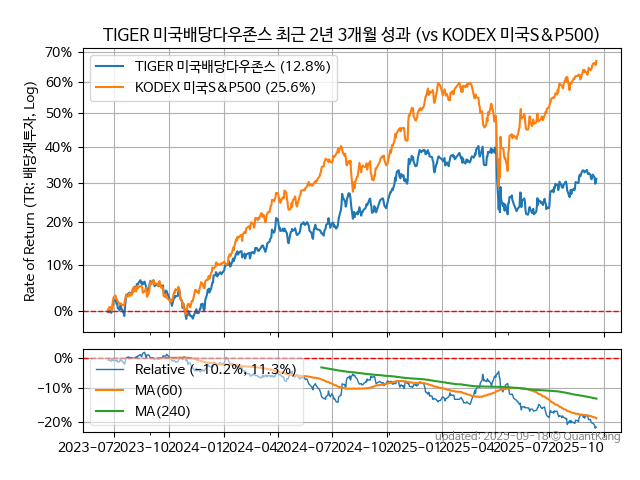 TIGER 미국배당다우존스 최근 2년 3개월 성과 (vs KODEX 미국S&P500)
Rate of Return (TR: 배당재투자, Log)
70%
60%
50%
40%
30%
20%
10%
0%
TIGER 미국배당다우존스 (12.8%)
KODEX 미국S&P500 (25.6%)
0%
−10%
−20%
Relative (−10.2%, 11.3%)
MA(60)
MA(240)
2023-07 2023-10 2024-01 2024-04 2024-07 2024-10 2025-01 2025-04 2025-07 2025-10
updated: 2025-09-18 © QuantKang